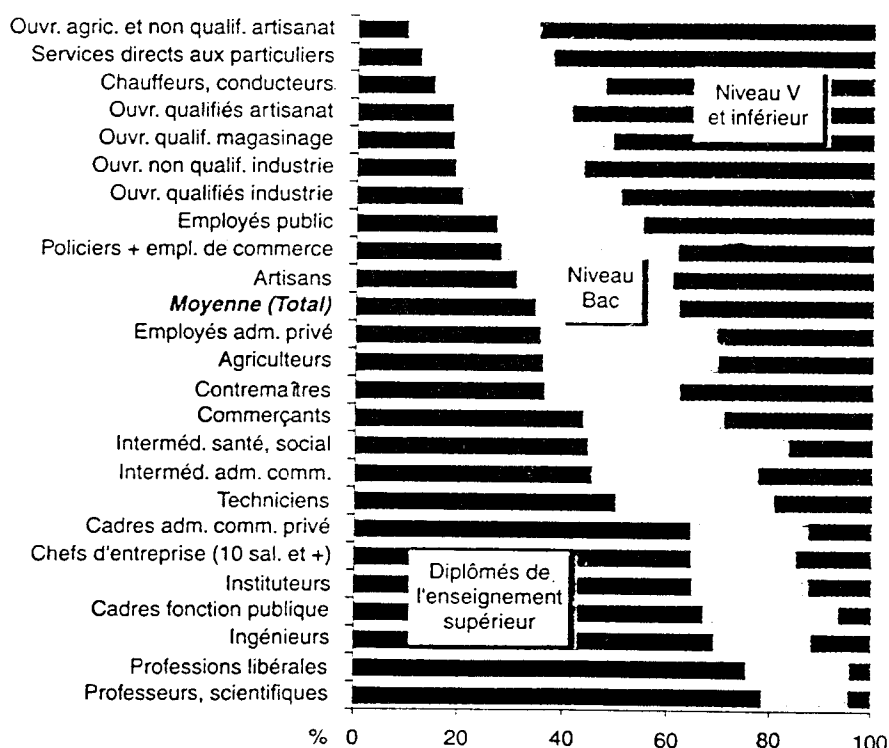 Ouvr. agric. et non qualif. artisanat
Services directs aux particuliers
Chauffeurs, conducteurs
Ouvr. qualifiés artisanat
Ouvr. qualif. magasinage
Ouvr. non qualif. industrie
Ouvr. qualifiés industrie
Employés public
Policiers + empl. de commerce
Artisans
Moyenne (Total)
Employés adm. privé
Agriculteurs
Contremaîtres
Commerçants
Interméd. santé, social
Interméd. adm. comm.
Techniciens
Cadres adm. comm. privé
Chefs d'entreprise (10 sal. et +)
Instituteurs
Cadres fonction publique
Ingénieurs
Professions libérales
Professeurs, scientifiques
Niveau V
et inférieur
Niveau
Bac
Diplômés de
l'enseignement
supérieur
% 0 20 40 60 80 100